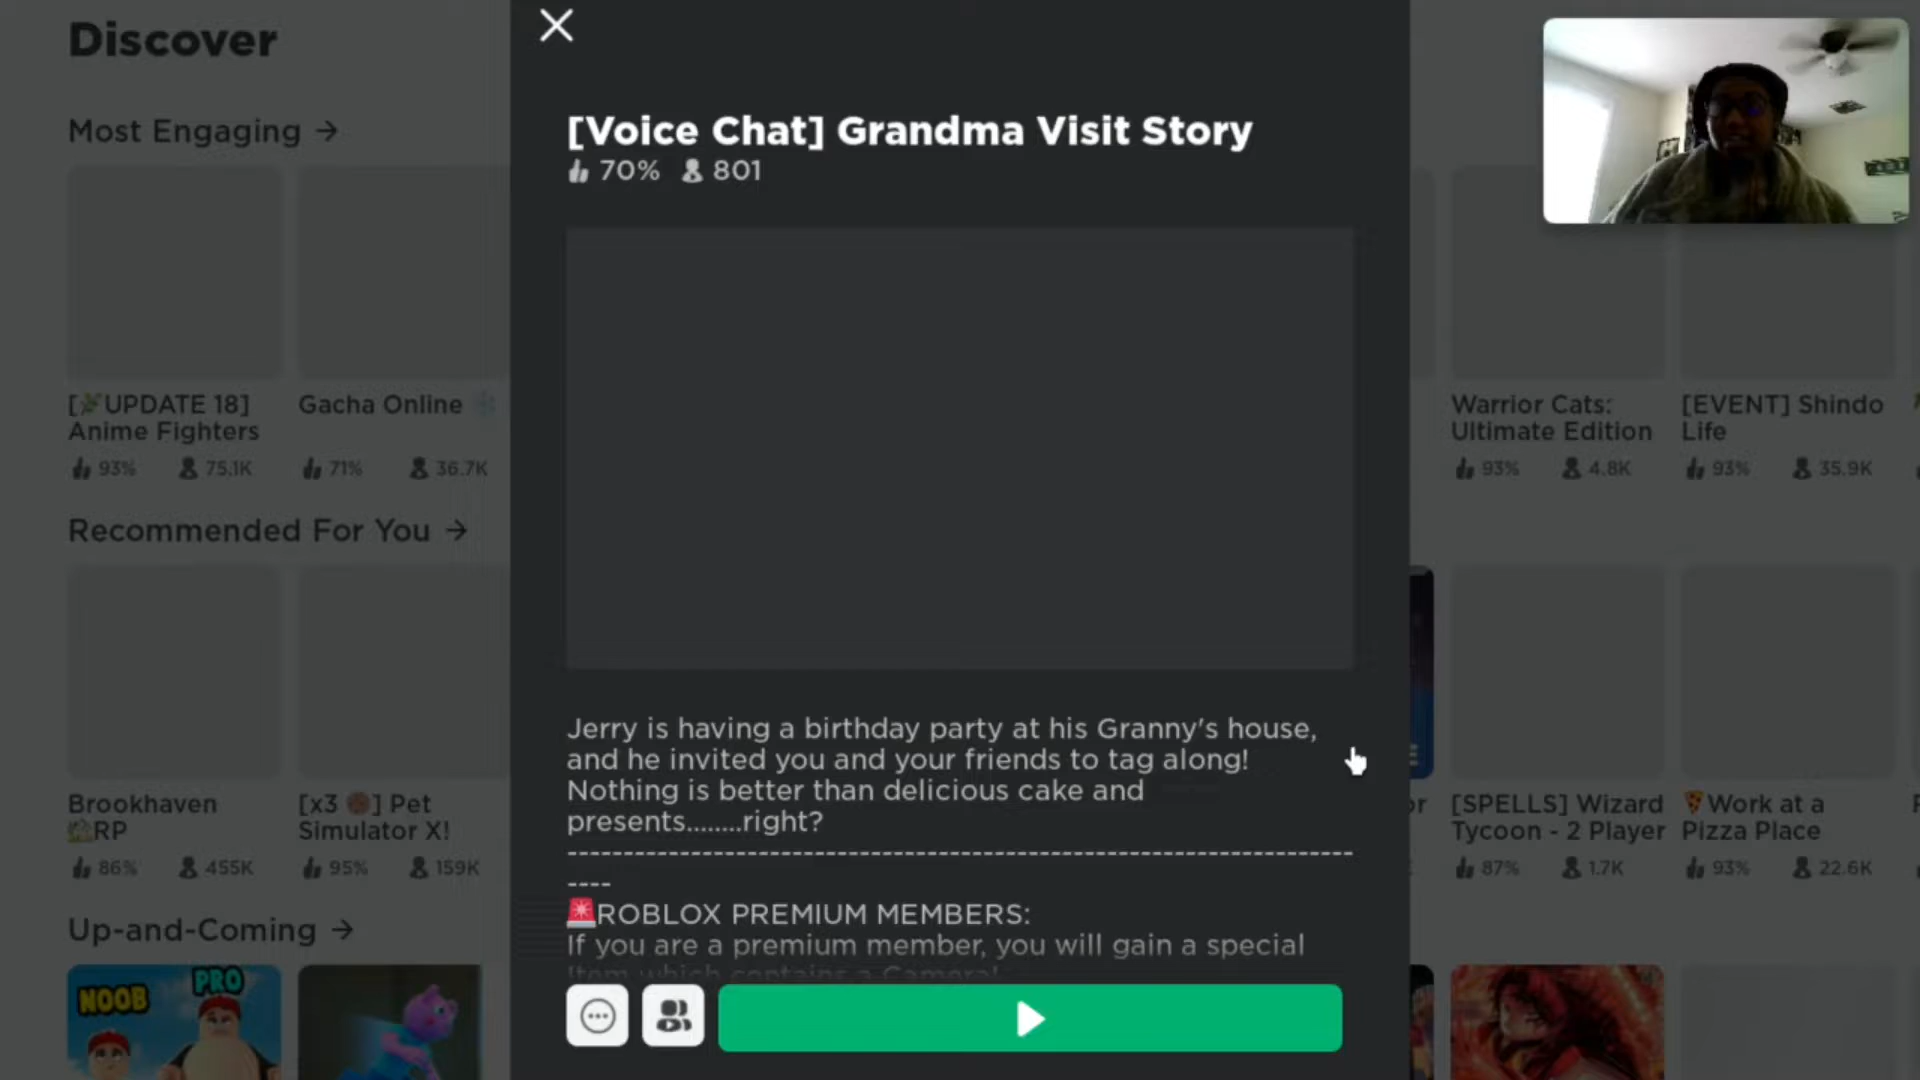 Discover
Most Engaging →
[🌿UPDATE 18]
Anime Fighters
93% 75.1K
Gacha Online ❄️
71% 36.7K
Recommended For You →
Brookhaven
🏡RP
86% 455K
[x3 🍪] Pet
Simulator X!
95% 159K
Up-and-Coming →
NOOB
PRO
[Voice Chat] Grandma Visit Story
70% 801
Jerry is having a birthday party at his Granny's house,
and he invited you and your friends to tag along!
Nothing is better than delicious cake and
presents........right?
----------------------------------------------------------------------
----
🚨ROBLOX PREMIUM MEMBERS:
If you are a premium member, you will gain a special
Item which contains a Camera!
Warrior Cats:
Ultimate Edition
93% 4.8K
[EVENT] Shindo
Life
93% 35.9K
or
[SPELLS] Wizard
Tycoon - 2 Player
87% 1.7K
🍕Work at a
Pizza Place
93% 22.6K